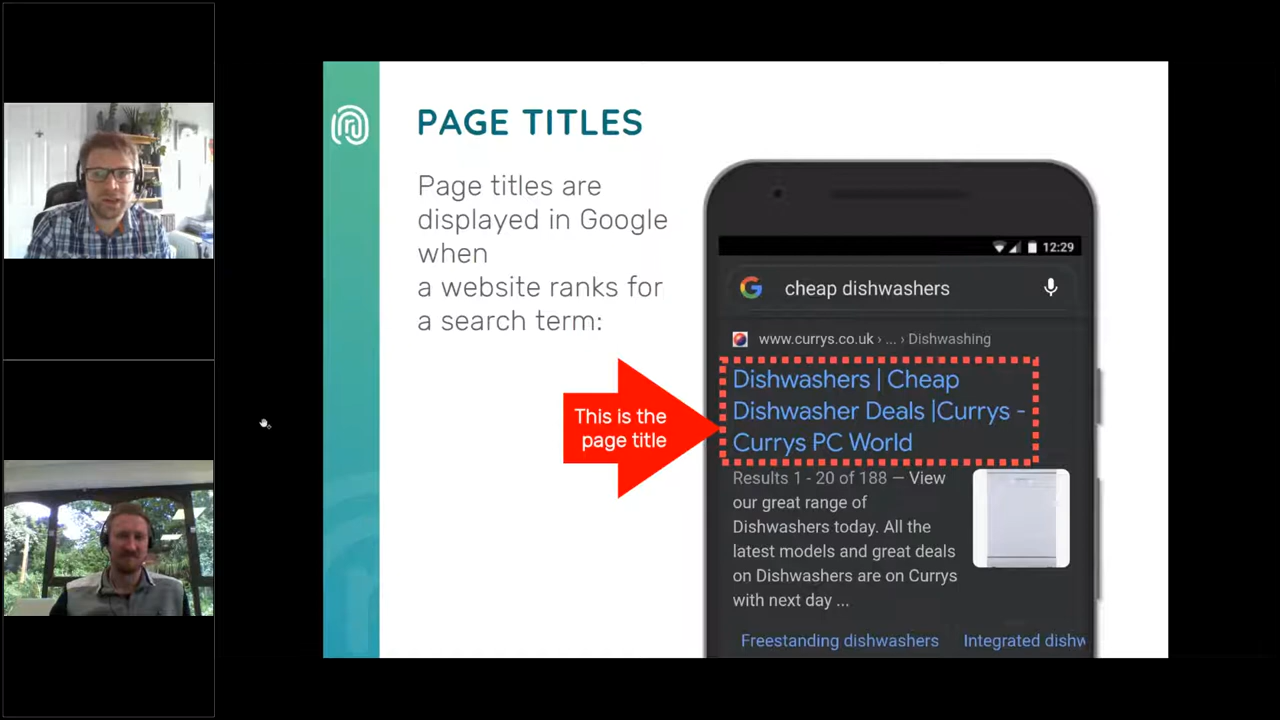 PAGE TITLES
Page titles are
displayed in Google
when
a website ranks for
a search term:
This is the
page title
12:29
cheap dishwashers
www.currys.co.uk › ... › Dishwashing
Dishwashers | Cheap
Dishwasher Deals |Currys -
Currys PC World
Results 1 - 20 of 188 — View
our great range of
Dishwashers today. All the
latest models and great deals
on Dishwashers are on Currys
with next day ...
Freestanding dishwashers Integrated dishw